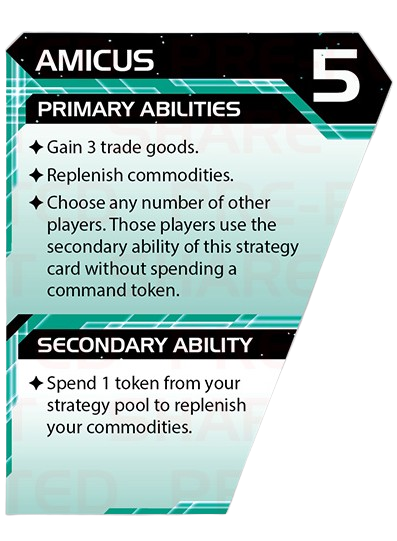 AMICUS
5
PRIMARY ABILITIES
✦ Gain 3 trade goods.
✦ Replenish commodities.
✦ Choose any number of other
players. Those players use the
secondary ability of this strategy
card without spending a
command token.
SECONDARY ABILITY
✦ Spend 1 token from your
strategy pool to replenish
your commodities.